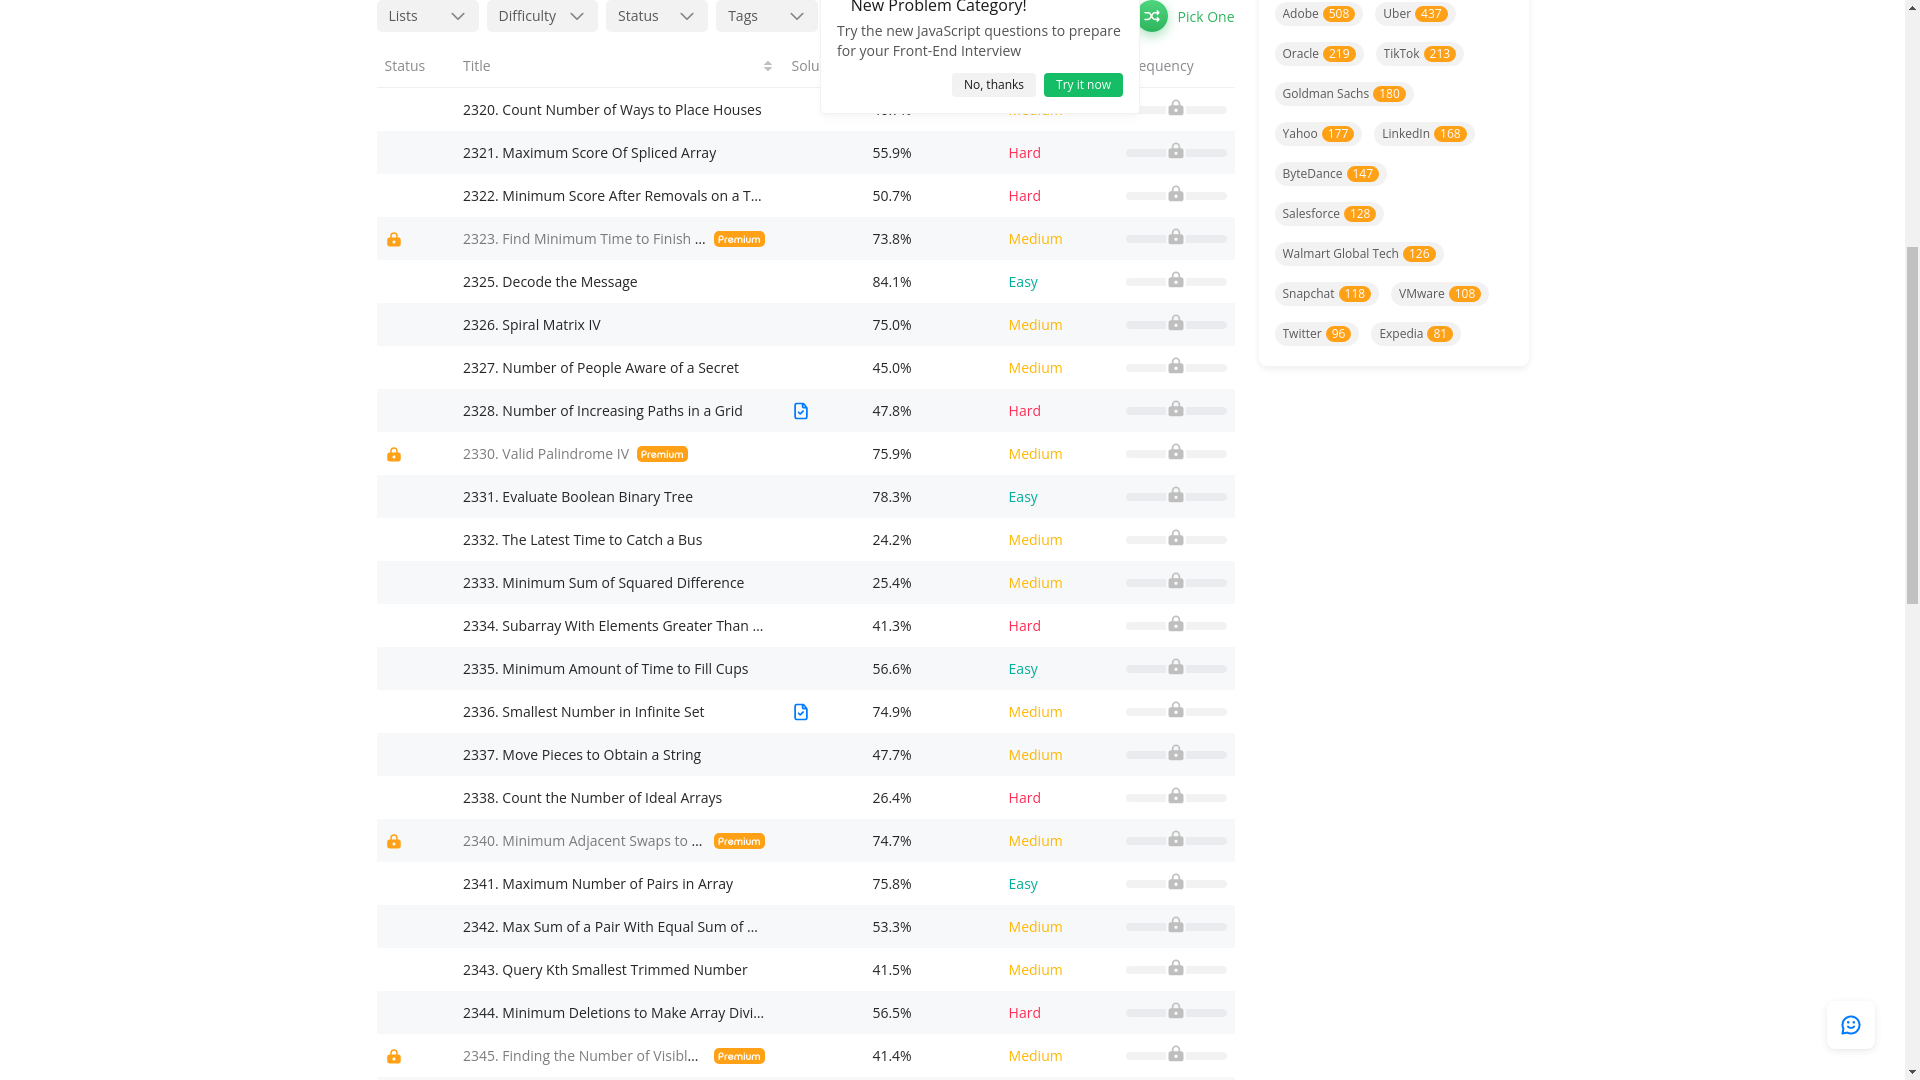 Lists Difficulty Status Tags
New Problem Category!
Try the new JavaScript questions to prepare
for your Front-End Interview
No, thanks Try it now
Pick One
Status Title Solu equency
2320. Count Number of Ways to Place Houses
2321. Maximum Score Of Spliced Array 55.9% Hard
2322. Minimum Score After Removals on a T... 50.7% Hard
2323. Find Minimum Time to Finish ... Premium 73.8% Medium
2325. Decode the Message 84.1% Easy
2326. Spiral Matrix IV 75.0% Medium
2327. Number of People Aware of a Secret 45.0% Medium
2328. Number of Increasing Paths in a Grid 47.8% Hard
2330. Valid Palindrome IV Premium 75.9% Medium
2331. Evaluate Boolean Binary Tree 78.3% Easy
2332. The Latest Time to Catch a Bus 24.2% Medium
2333. Minimum Sum of Squared Difference 25.4% Medium
2334. Subarray With Elements Greater Than ... 41.3% Hard
2335. Minimum Amount of Time to Fill Cups 56.6% Easy
2336. Smallest Number in Infinite Set 74.9% Medium
2337. Move Pieces to Obtain a String 47.7% Medium
2338. Count the Number of Ideal Arrays 26.4% Hard
2340. Minimum Adjacent Swaps to ... Premium 74.7% Medium
2341. Maximum Number of Pairs in Array 75.8% Easy
2342. Max Sum of a Pair With Equal Sum of ... 53.3% Medium
2343. Query Kth Smallest Trimmed Number 41.5% Medium
2344. Minimum Deletions to Make Array Divi... 56.5% Hard
2345. Finding the Number of Visibl... Premium 41.4% Medium
Adobe 508 Uber 437
Oracle 219 TikTok 213
Goldman Sachs 180
Yahoo 177 LinkedIn 168
ByteDance 147
Salesforce 128
Walmart Global Tech 126
Snapchat 118 VMware 108
Twitter 96 Expedia 81